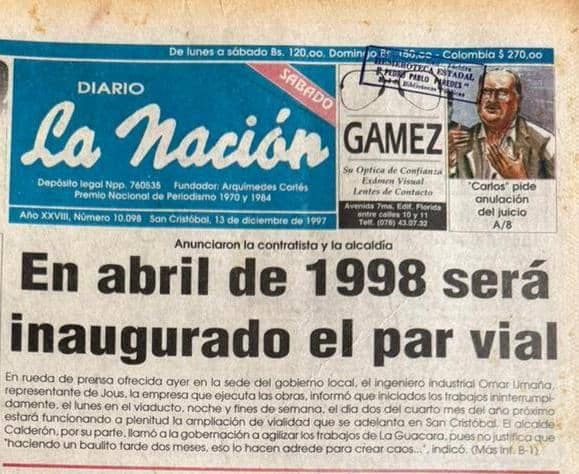 De lunes a sábado Bs. 120,oo. Domingo Bs. 150,oo - Colombia $ 270,oo
HEMEROTECA ESTADAL
"P. PEDRO PABLO PAREDES"
DIARIO
SABADO
La Nación
Depósito legal Npp. 760535 Fundador: Arquímedes Cortés
Premio Nacional de Periodismo 1970 y 1984
Año XXVIII, Número 10.098 San Cristóbal, 13 de diciembre de 1997
GAMEZ
Su Optica de Confianza
Exámen Visual
Lentes de Contacto
Avenida 7ma, Edif. Florida
entre calles 10 y 11
Telf. (076) 43.07.32
"Carlos" pide
anulación
del juicio
A/8
Anunciaron la contratista y la alcaldía
En abril de 1998 será
inaugurado el par vial
En rueda de prensa ofrecida ayer en la sede del gobierno local, el ingeniero industrial Omar Umaña,
representante de Jous, la empresa que ejecuta las obras, informó que iniciados los trabajos ininterrumpi-
damente, el lunes en el viaducto, noche y fines de semana, el día dos del cuarto mes del año próximo
estará funcionando a plenitud la ampliación de vialidad que se adelanta en San Cristóbal. El alcalde
Calderón, por su parte, llamó a la gobernación a agilizar los trabajos de La Guacara, pues no justifica que
"haciendo un baulito tarde dos meses, eso lo hacen adrede para crear caos...", indicó. (Más Inf. B-1)